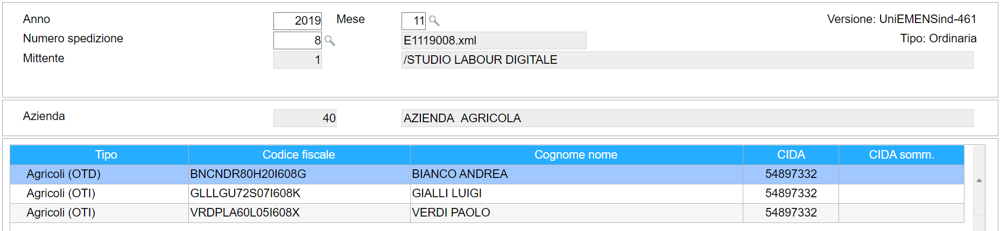 Anno 2019 Mese 11 Versione: UniEMENSind-461
Numero spedizione 8 E1119008.xml Tipo: Ordinaria
Mittente 1 /STUDIO LABOUR DIGITALE
Azienda 40 AZIENDA  AGRICOLA
Tipo Codice fiscale Cognome nome CIDA CIDA somm.
Agricoli (OTD) BNCNDR80H20I608G BIANCO ANDREA 54897332
Agricoli (OTI) GLLLGU72S07I608K GIALLI LUIGI 54897332
Agricoli (OTI) VRDPLA60L05I608X VERDI PAOLO 54897332